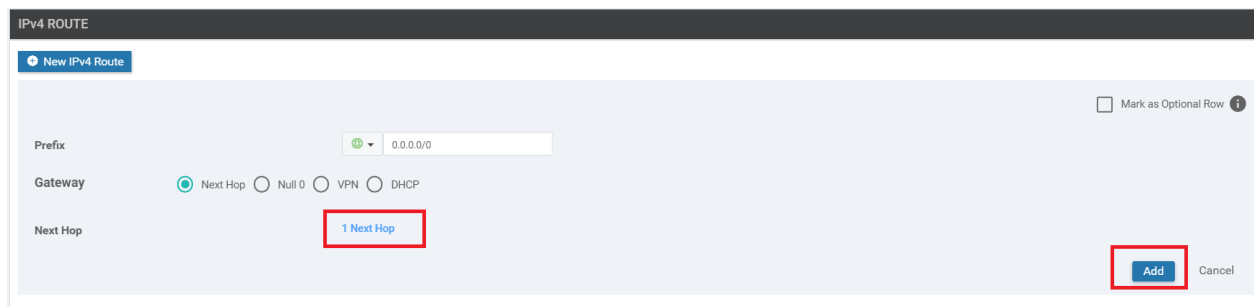 IPv4 ROUTE
New IPv4 Route
Mark as Optional Row
Prefix 0.0.0.0/0
Gateway Next Hop Null 0 VPN DHCP
Next Hop 1 Next Hop
Add Cancel